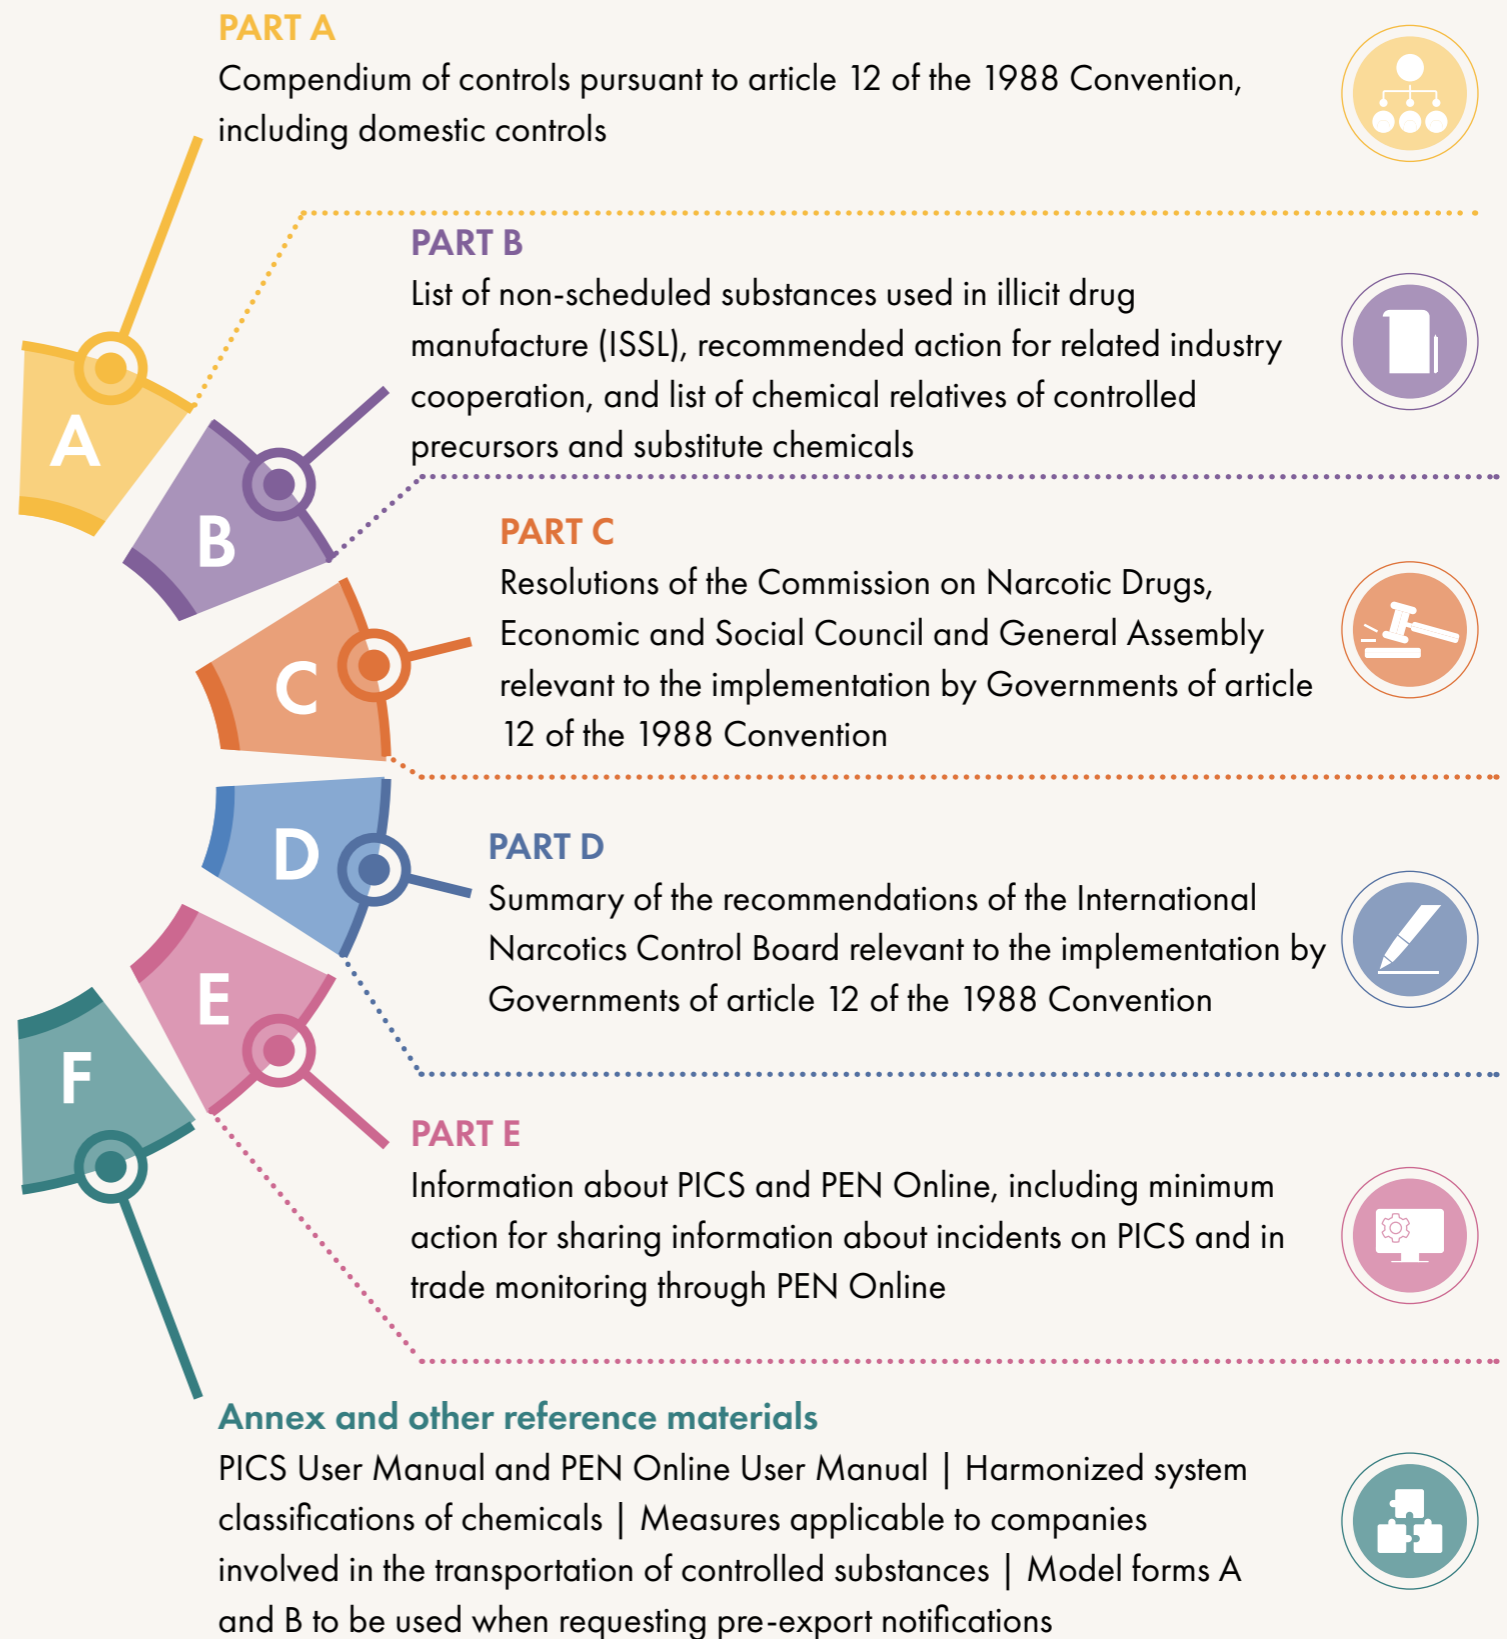 PART A
Compendium of controls pursuant to article 12 of the 1988 Convention,
including domestic controls
A
PART B
List of non-scheduled substances used in illicit drug
manufacture (ISSL), recommended action for related industry
cooperation, and list of chemical relatives of controlled
precursors and substitute chemicals
B
PART C
Resolutions of the Commission on Narcotic Drugs,
Economic and Social Council and General Assembly
relevant to the implementation by Governments of article
12 of the 1988 Convention
C
PART D
Summary of the recommendations of the International
Narcotics Control Board relevant to the implementation by
Governments of article 12 of the 1988 Convention
D
PART E
Information about PICS and PEN Online, including minimum
action for sharing information about incidents on PICS and in
trade monitoring through PEN Online
E
F
Annex and other reference materials
PICS User Manual and PEN Online User Manual | Harmonized system
classifications of chemicals | Measures applicable to companies
involved in the transportation of controlled substances | Model forms A
and B to be used when requesting pre-export notifications